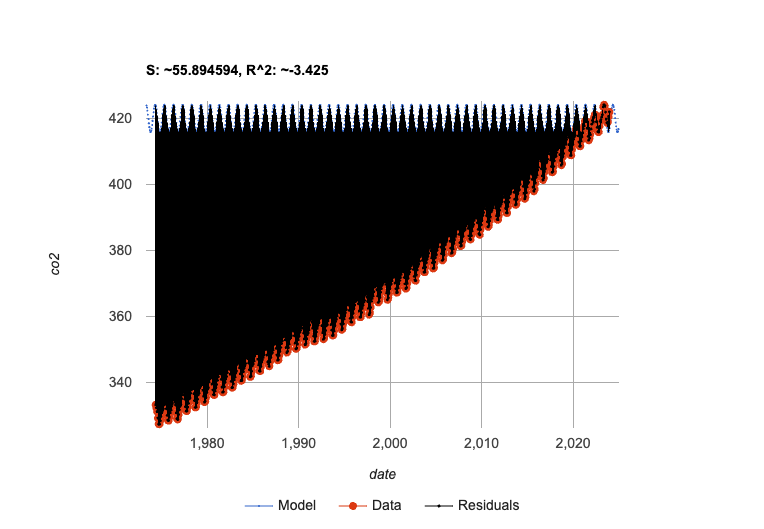 S: ~55.894594, R^2: ~-3.425
420
400
380
360
340
co2
1,980 1,990 2,000 2,010 2,020
date
Model Data Residuals